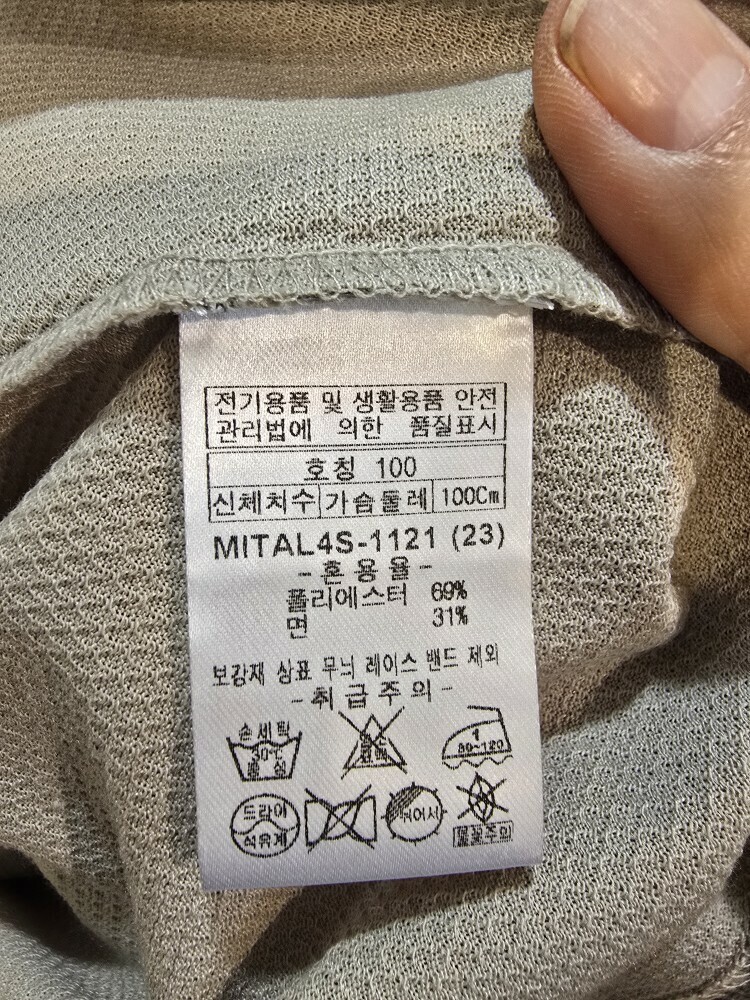 전기용품 및 생활용품 안전
관리법에 의한 품질표시
호칭 100
신체치수 가슴둘레 100Cm
MITAL4S-1121 (23)
-혼용율-
폴리에스터 69%
면 31%
보강재 상표 무늬 레이스 밴드 제외
-취급주의-
손세탁
30℃
중성
1
80~120
드라이
석유계
뉘어서
불꽃주의